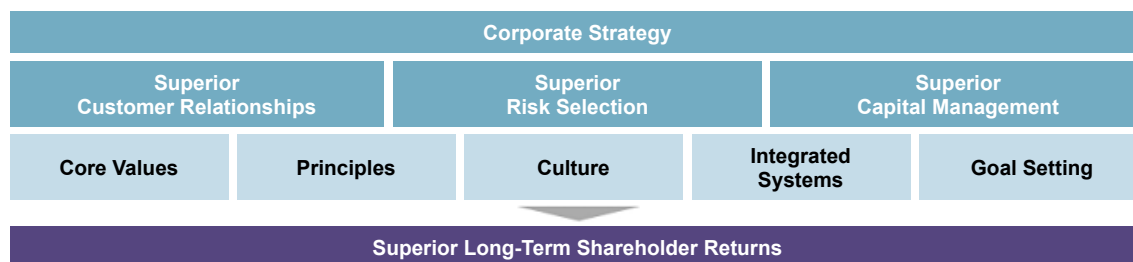 Corporate Strategy
Superior
Customer Relationships
Superior
Risk Selection
Superior
Capital Management
Core Values
Principles
Culture
Integrated
Systems
Goal Setting
Superior Long-Term Shareholder Returns